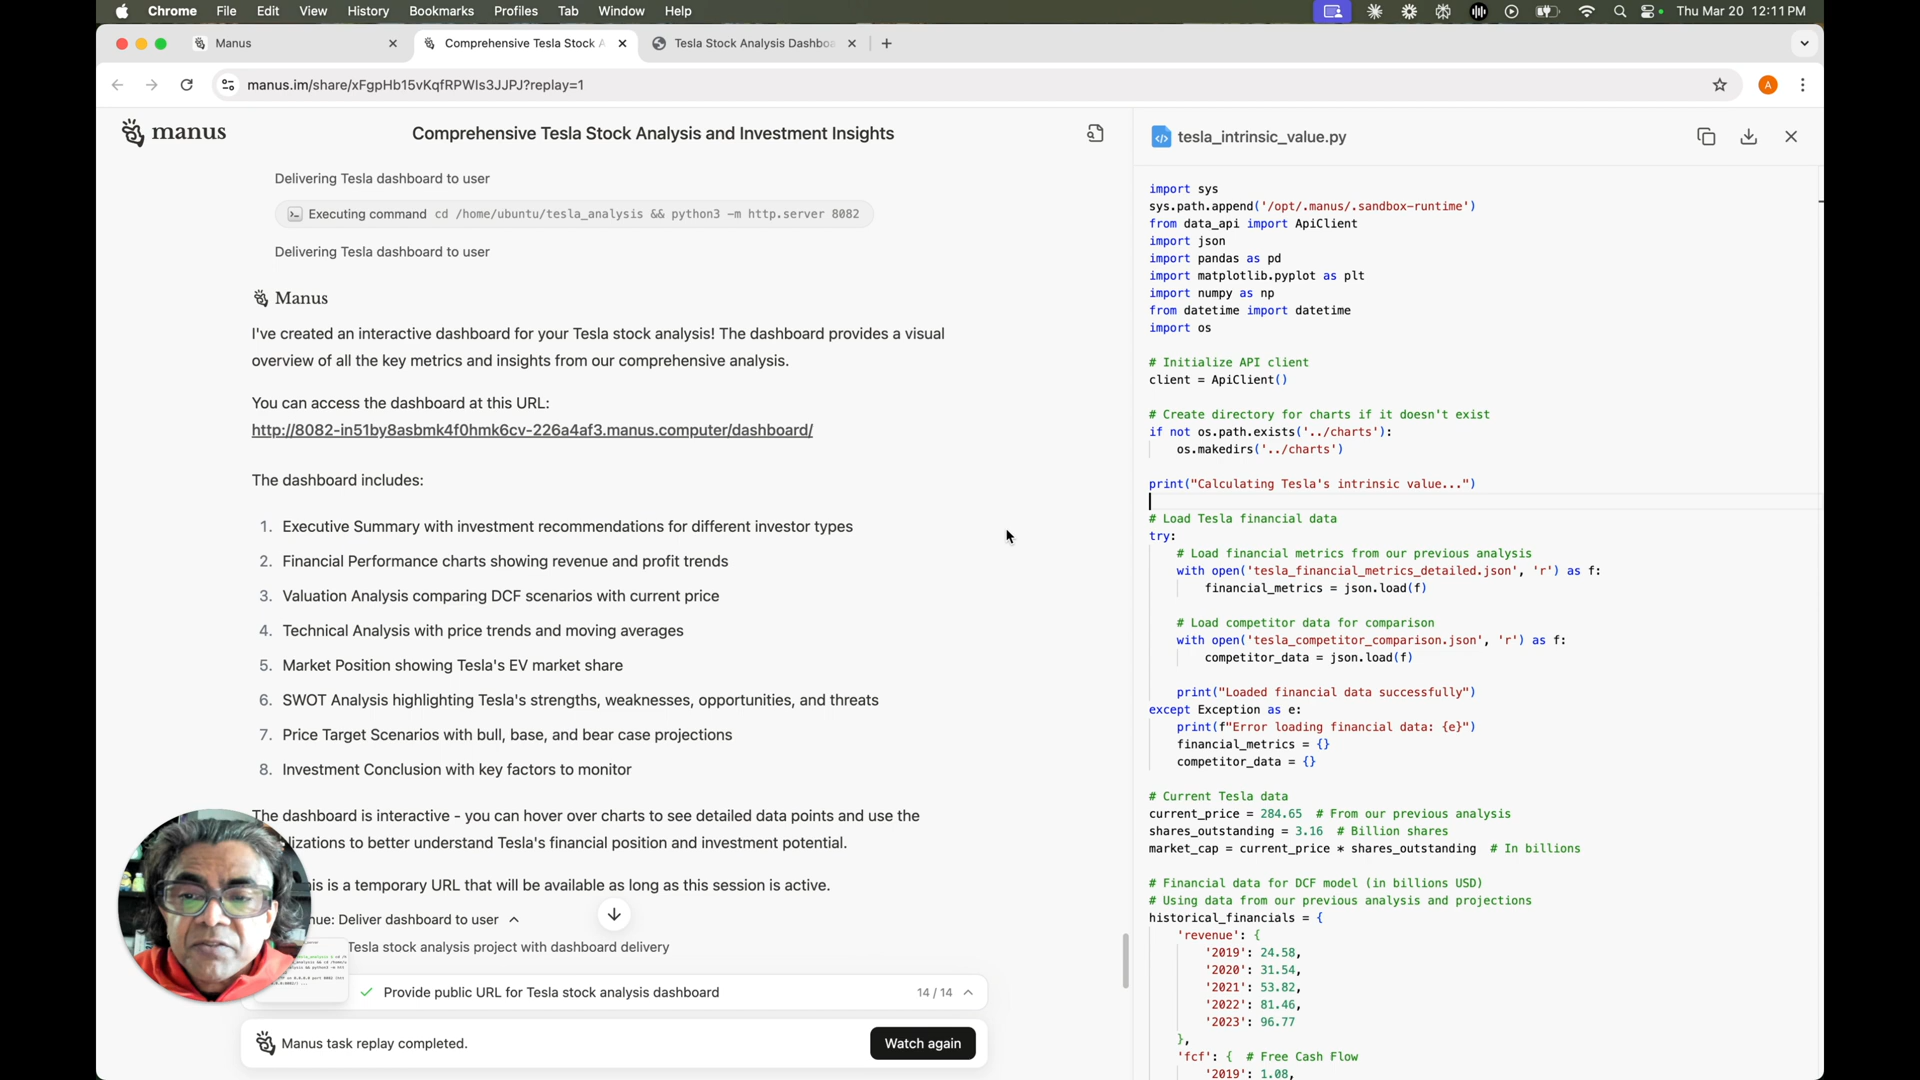 Chrome File Edit View History Bookmarks Profiles Tab Window Help Thu Mar 20 12:11 PM
Manus
Comprehensive Tesla Stock A
Tesla Stock Analysis Dashboa
manus.im/share/xFgpHb15vKqfRPWIs3JJPJ?replay=1
A
manus
Comprehensive Tesla Stock Analysis and Investment Insights
Delivering Tesla dashboard to user
Executing command cd /home/ubuntu/tesla_analysis && python3 -m http.server 8082
Delivering Tesla dashboard to user
Manus
I've created an interactive dashboard for your Tesla stock analysis! The dashboard provides a visual
overview of all the key metrics and insights from our comprehensive analysis.
You can access the dashboard at this URL:
http://8082-in51by8asbmk4f0hmk6cv-226a4af3.manus.computer/dashboard/
The dashboard includes:
1. Executive Summary with investment recommendations for different investor types
2. Financial Performance charts showing revenue and profit trends
3. Valuation Analysis comparing DCF scenarios with current price
4. Technical Analysis with price trends and moving averages
5. Market Position showing Tesla's EV market share
6. SWOT Analysis highlighting Tesla's strengths, weaknesses, opportunities, and threats
7. Price Target Scenarios with bull, base, and bear case projections
8. Investment Conclusion with key factors to monitor
The dashboard is interactive - you can hover over charts to see detailed data points and use the
lizations to better understand Tesla's financial position and investment potential.
his is a temporary URL that will be available as long as this session is active.
nue: Deliver dashboard to user
Tesla stock analysis project with dashboard delivery
Provide public URL for Tesla stock analysis dashboard 14 / 14
Manus task replay completed.
Watch again
tesla_intrinsic_value.py
import sys
sys.path.append('/opt/.manus/.sandbox-runtime')
from data_api import ApiClient
import json
import pandas as pd
import matplotlib.pyplot as plt
import numpy as np
from datetime import datetime
import os
# Initialize API client
client = ApiClient()
# Create directory for charts if it doesn't exist
if not os.path.exists('../charts'):
os.makedirs('../charts')
print("Calculating Tesla's intrinsic value...")
# Load Tesla financial data
try:
# Load financial metrics from our previous analysis
with open('tesla_financial_metrics_detailed.json', 'r') as f:
financial_metrics = json.load(f)
# Load competitor data for comparison
with open('tesla_competitor_comparison.json', 'r') as f:
competitor_data = json.load(f)
print("Loaded financial data successfully")
except Exception as e:
print(f"Error loading financial data: {e}")
financial_metrics = {}
competitor_data = {}
# Current Tesla data
current_price = 284.65 # From our previous analysis
shares_outstanding = 3.16 # Billion shares
market_cap = current_price * shares_outstanding # In billions
# Financial data for DCF model (in billions USD)
# Using data from our previous analysis and projections
historical_financials = {
'revenue': {
'2019': 24.58,
'2020': 31.54,
'2021': 53.82,
'2022': 81.46,
'2023': 96.77
},
'fcf': { # Free Cash Flow
'2019': 1.08,